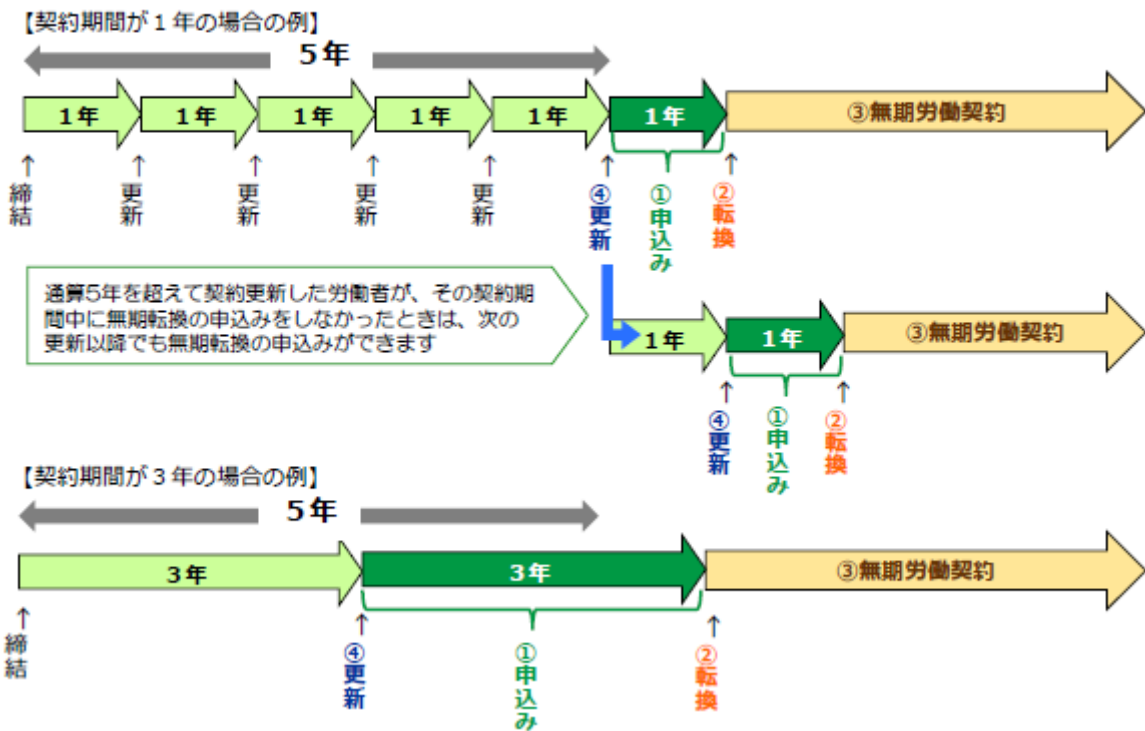 【契約期間が１年の場合の例】
５年
１年
１年
１年
１年
１年
１年
③無期労働契約
↑
締結
↑
更新
↑
更新
↑
更新
↑
更新
↑
④更新
①申込み
↑
②転換
通算5年を超えて契約更新した労働者が、その契約期
間中に無期転換の申込みをしなかったときは、次の
更新以降でも無期転換の申込みができます
１年
１年
③無期労働契約
↑
④更新
①申込み
↑
②転換
【契約期間が３年の場合の例】
５年
３年
３年
③無期労働契約
↑
締結
↑
④更新
①申込み
↑
②転換